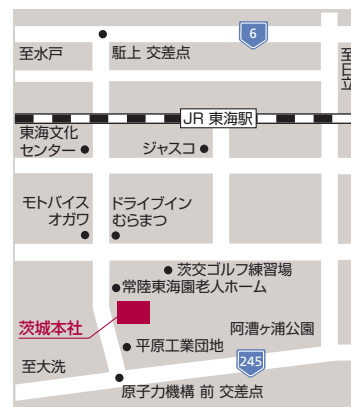 6
至水戸
駈上 交差点
至日立
JR 東海駅
東海文化
センター
ジャスコ
モトバイス
オガワ
ドライブイン
むらまつ
茨交ゴルフ練習場
常陸東海園老人ホーム
茨城本社
阿漕ヶ浦公園
平原工業団地
至大洗
245
原子力機構 前 交差点